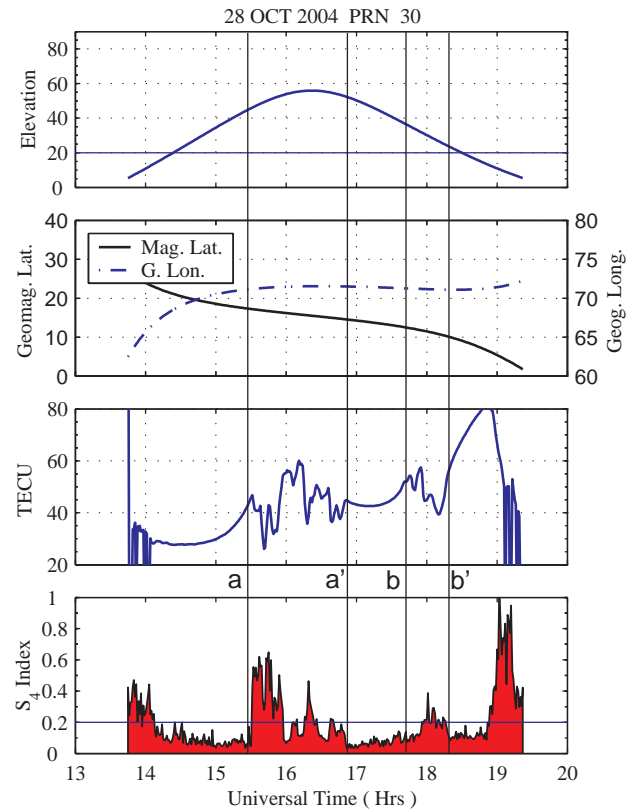 28 OCT 2004  PRN  30
80
60
40
20
0
Elevation
40
30
20
10
0
Geomag. Lat.
Mag. Lat.
G. Lon.
80
75
70
65
60
Geog. Long.
80
60
40
20
TECU
a
a'
b
b'
1
0.8
0.6
0.4
0.2
0
S4 Index
13 14 15 16 17 18 19 20
Universal Time ( Hrs )